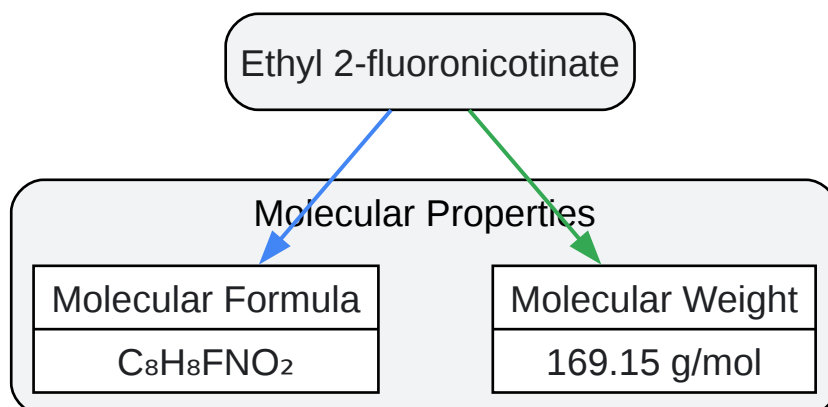 Ethyl 2-fluoronicotinate
Molecular Properties
Molecular Formula
C₈H₈FNO₂
Molecular Weight
169.15 g/mol